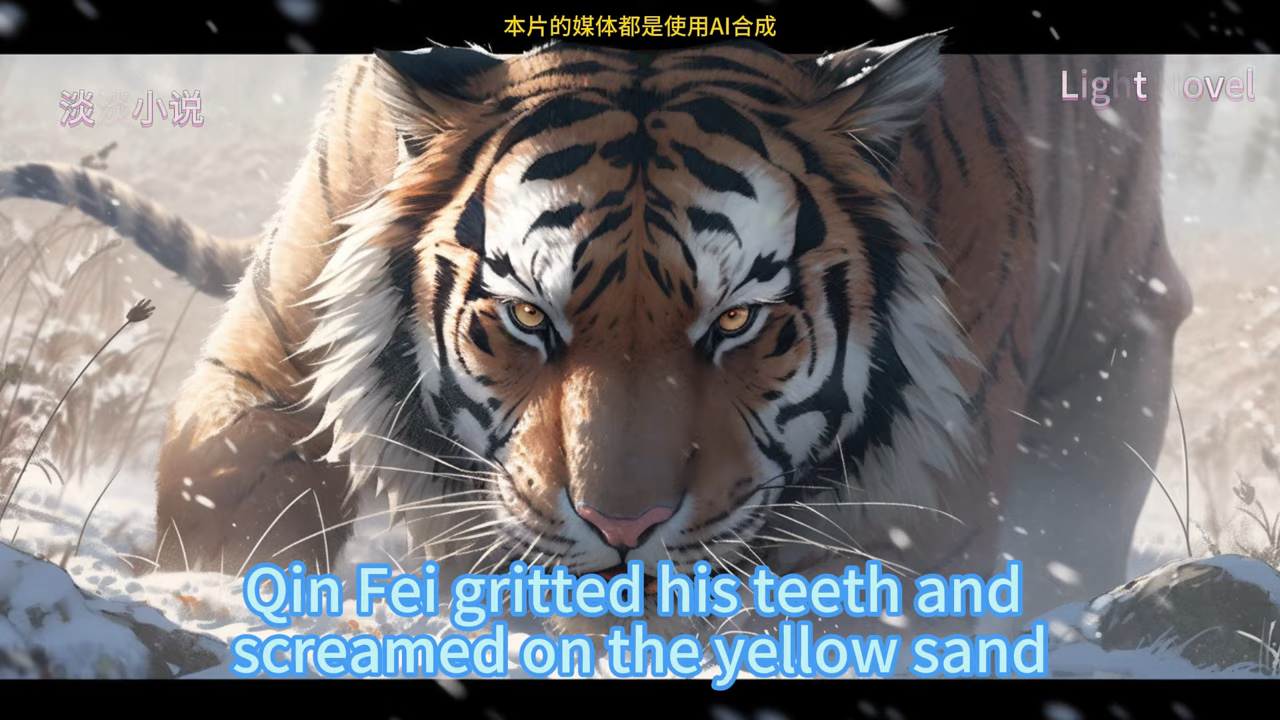 本片的媒体都是使用AI合成
淡淡小说
Light ovel
Qin Fei gritted his teeth and
screamed on the yellow sand